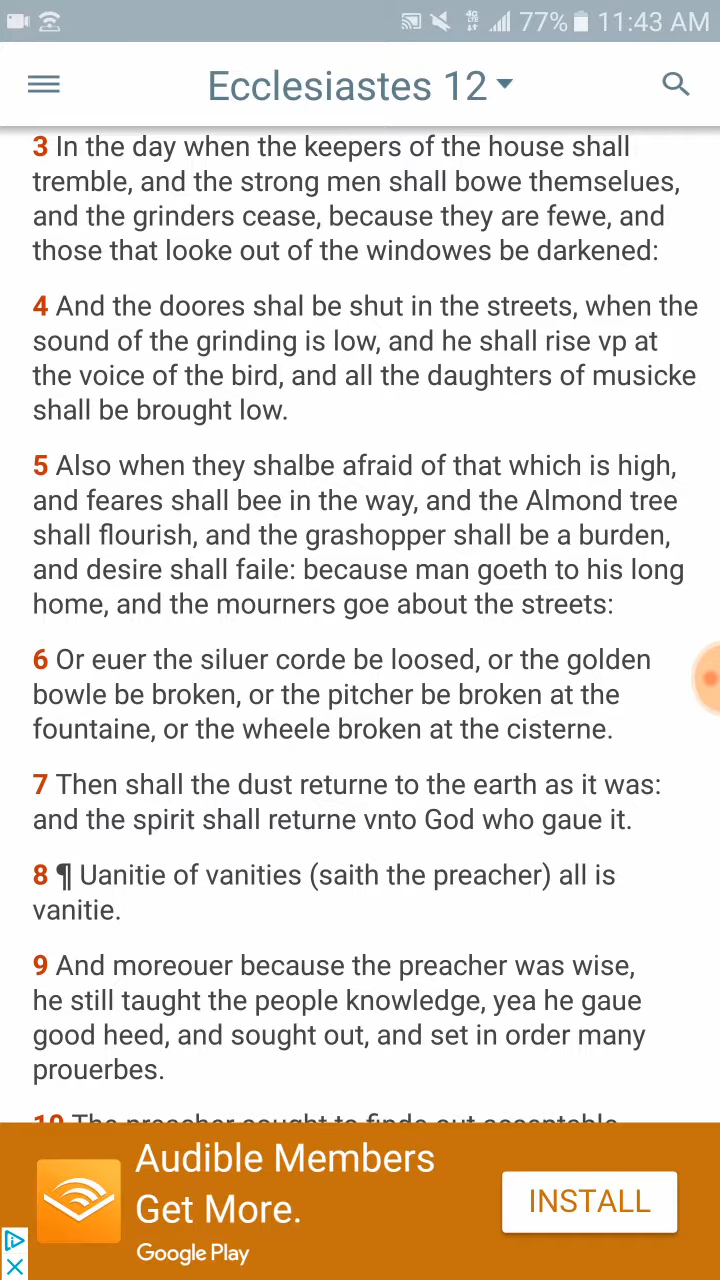 4G LTE 77% 11:43 AM
Ecclesiastes 12
3 In the day when the keepers of the house shall
tremble, and the strong men shall bowe themselues,
and the grinders cease, because they are fewe, and
those that looke out of the windowes be darkened:
4 And the doores shal be shut in the streets, when the
sound of the grinding is low, and he shall rise vp at
the voice of the bird, and all the daughters of musicke
shall be brought low.
5 Also when they shalbe afraid of that which is high,
and feares shall bee in the way, and the Almond tree
shall flourish, and the grashopper shall be a burden,
and desire shall faile: because man goeth to his long
home, and the mourners goe about the streets:
6 Or euer the siluer corde be loosed, or the golden
bowle be broken, or the pitcher be broken at the
fountaine, or the wheele broken at the cisterne.
7 Then shall the dust returne to the earth as it was:
and the spirit shall returne vnto God who gaue it.
8 ¶ Uanitie of vanities (saith the preacher) all is
vanitie.
9 And moreouer because the preacher was wise,
he still taught the people knowledge, yea he gaue
good heed, and sought out, and set in order many
prouerbes.
10 The preacher sought to finde out acceptable
Audible Members
Get More.
Google Play
INSTALL